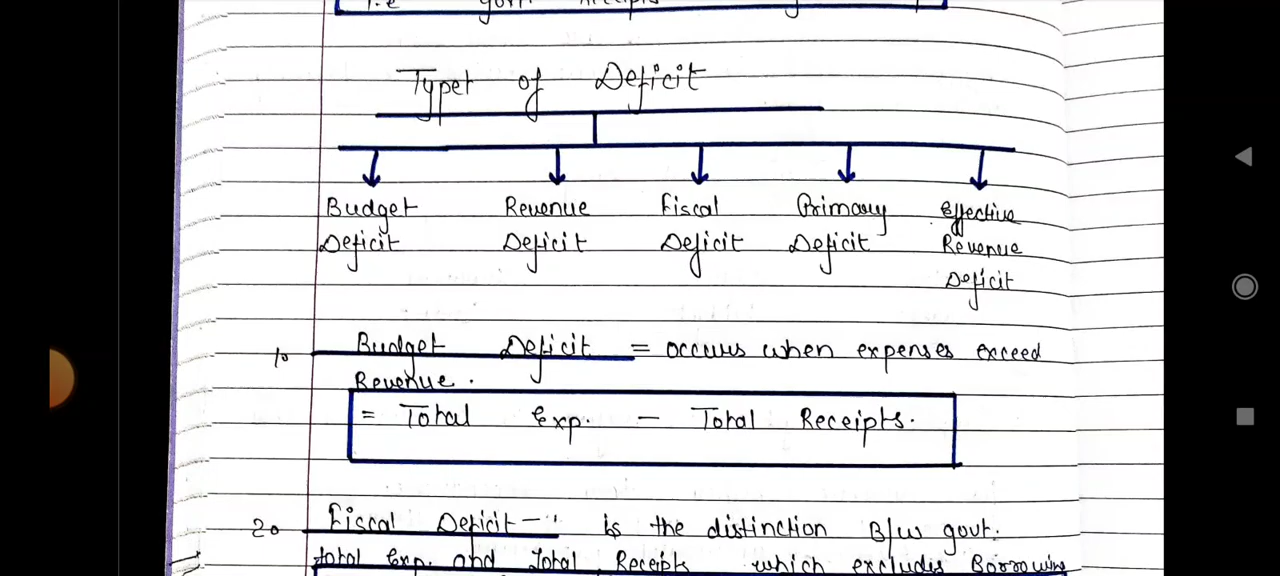 Types of Deficit
Budget Revenue Fiscal Primary Effective
Deficit Deficit Deficit Deficit Revenue
Deficit
1o Budget Deficit = occurs when expenses exceed
Revenue.
= Total Exp. - Total Receipts.
2o Fiscal Deficit - is the distinction B/w govt.
total Exp. and Total Receipts which excludes Borrowing